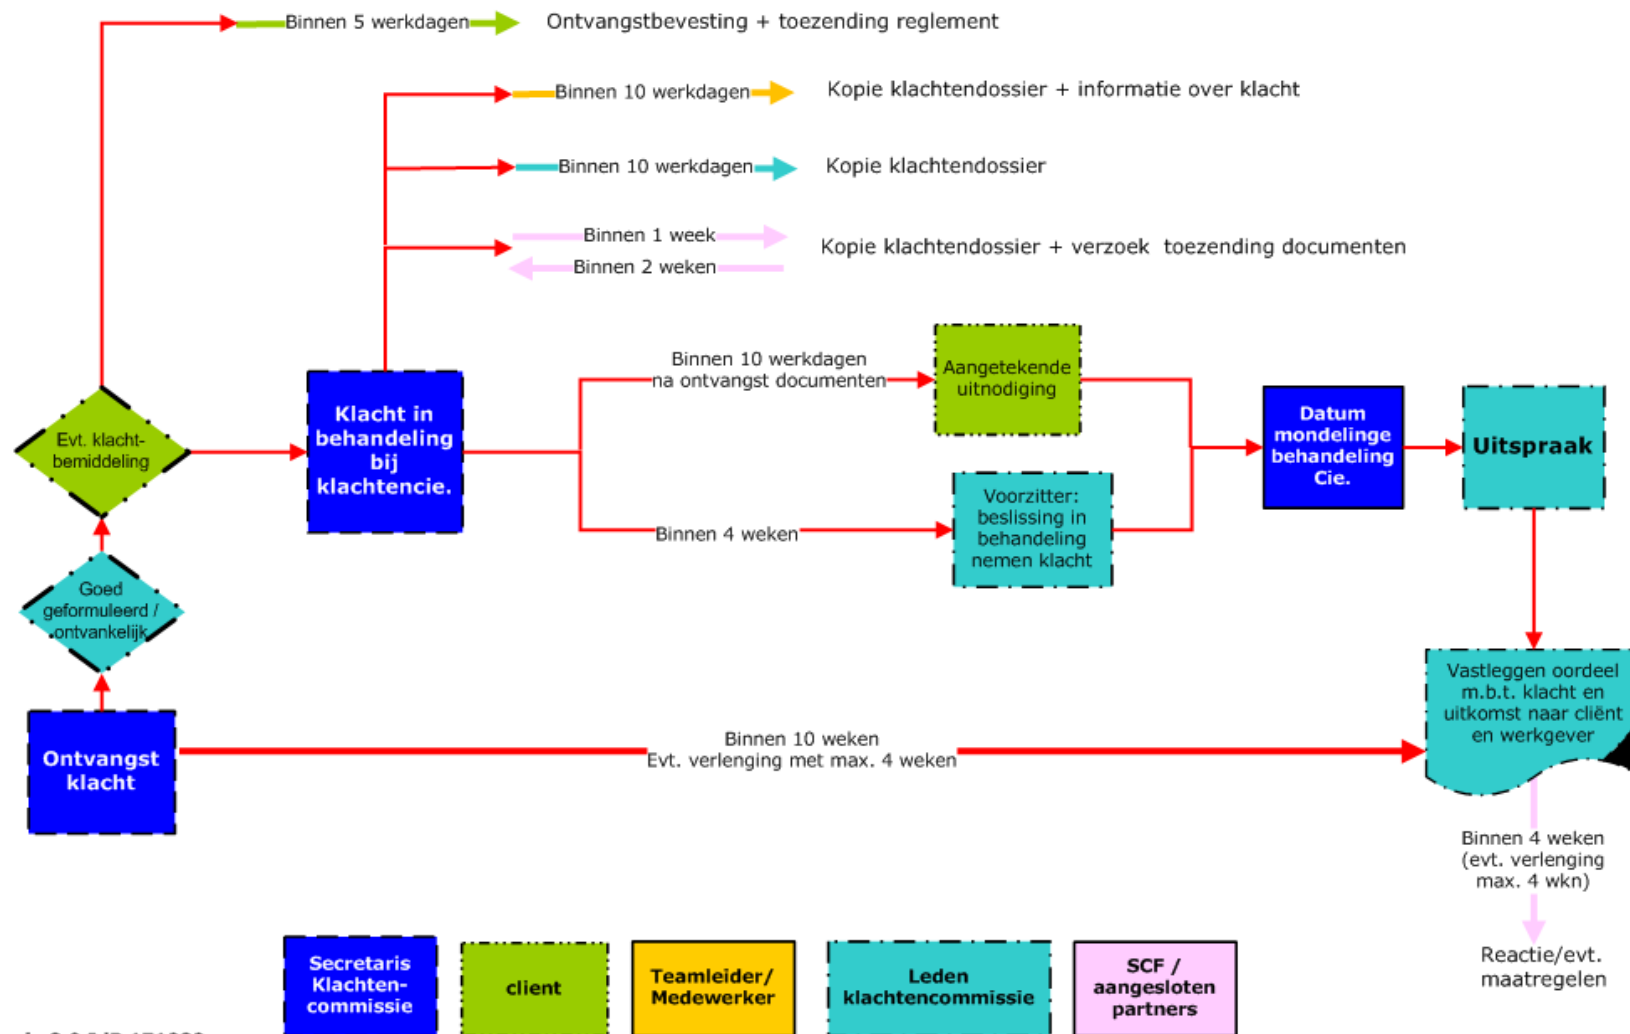 Binnen 5 werkdagen
Ontvangstbevesting + toezending reglement
Binnen 10 werkdagen
Kopie klachtendossier + informatie over klacht
Binnen 10 werkdagen
Kopie klachtendossier
Binnen 1 week
Binnen 2 weken
Kopie klachtendossier + verzoek toezending documenten
Evt. klacht-
bemiddeling
Klacht in
behandeling
bij
klachtencie.
Binnen 10 werkdagen
na ontvangst documenten
Aangetekende
uitnodiging
Binnen 4 weken
Voorzitter:
beslissing in
behandeling
nemen klacht
Datum
mondelinge
behandeling
Cie.
Uitspraak
Goed
geformuleerd /
ontvankelijk
Ontvangst
klacht
Binnen 10 weken
Evt. verlenging met max. 4 weken
Vastleggen oordeel
m.b.t. klacht en
uitkomst naar cliënt
en werkgever
Binnen 4 weken
(evt. verlenging
max. 4 wkn)
Reactie/evt.
maatregelen
Secretaris
Klachten-
commissie
client
Teamleider/
Medewerker
Leden
klachtencommissie
SCF /
aangesloten
partners